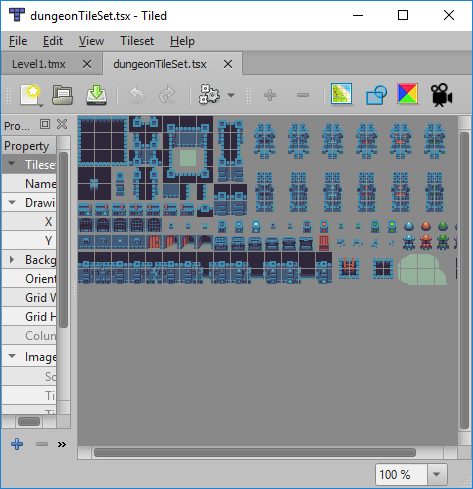 dungeonTileSet.tsx - Tiled
File Edit View Tileset Help
Level1.tmx dungeonTileSet.tsx
Pro...
Property
Tileset
Name
Drawi
X
Y
Backg
Orient
Grid W
Grid H
Colum
Image
So
Ti
Ti
100 %